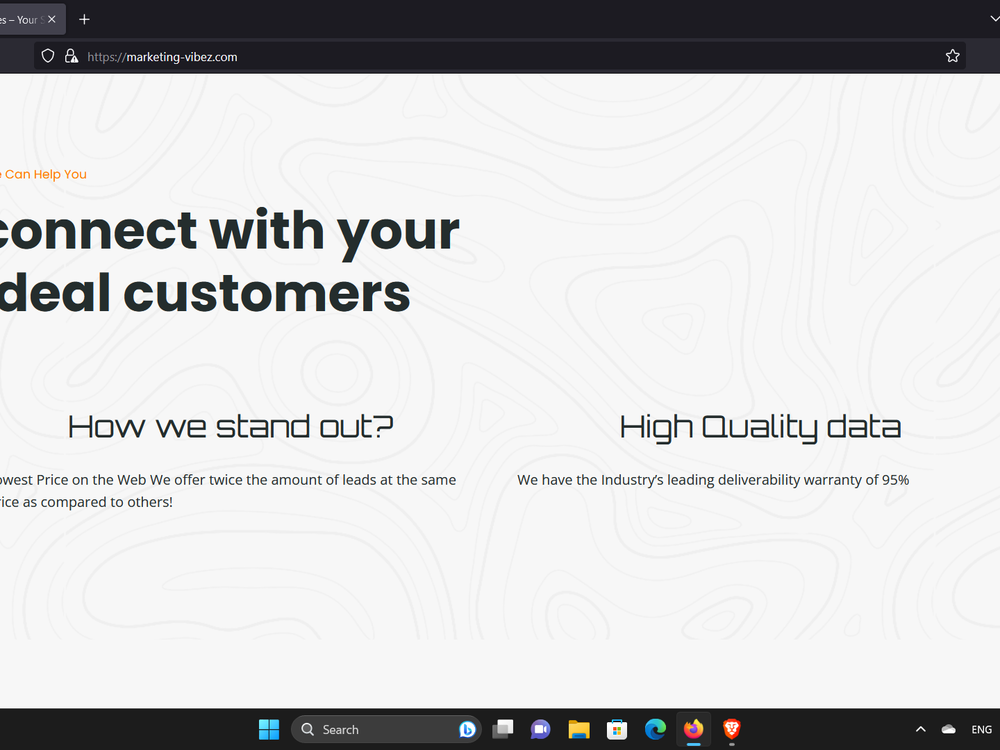 es – Your S
https://marketing-vibez.com
e Can Help You
connect with your
deal customers
How we stand out?
High Quality data
owest Price on the Web We offer twice the amount of leads at the same
rice as compared to others!
We have the Industry’s leading deliverability warranty of 95%
Search
ENG